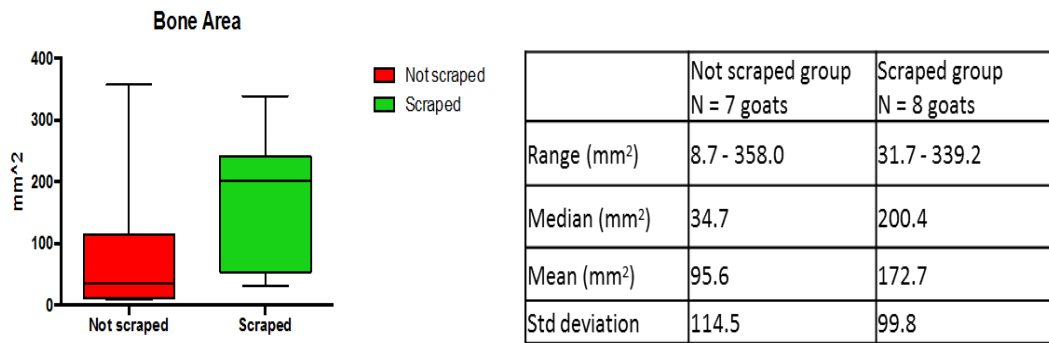 Bone Area
400
300
200
100
0
mm^2
Not scraped
Scraped
Not scraped
Scraped
Not scraped group
N = 7 goats
Scraped group
N = 8 goats
Range (mm²)
8.7 - 358.0
31.7 - 339.2
Median (mm²)
34.7
200.4
Mean (mm²)
95.6
172.7
Std deviation
114.5
99.8